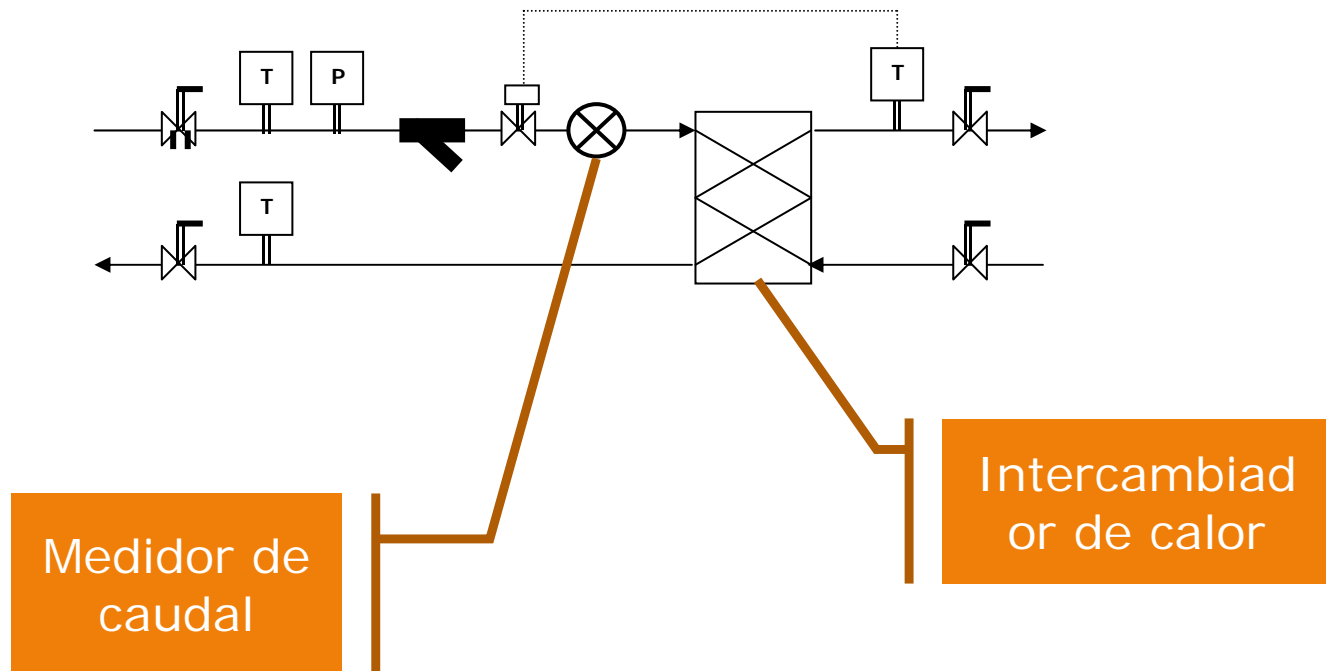 T P T
T
Intercambiad
or de calor
Medidor de
caudal